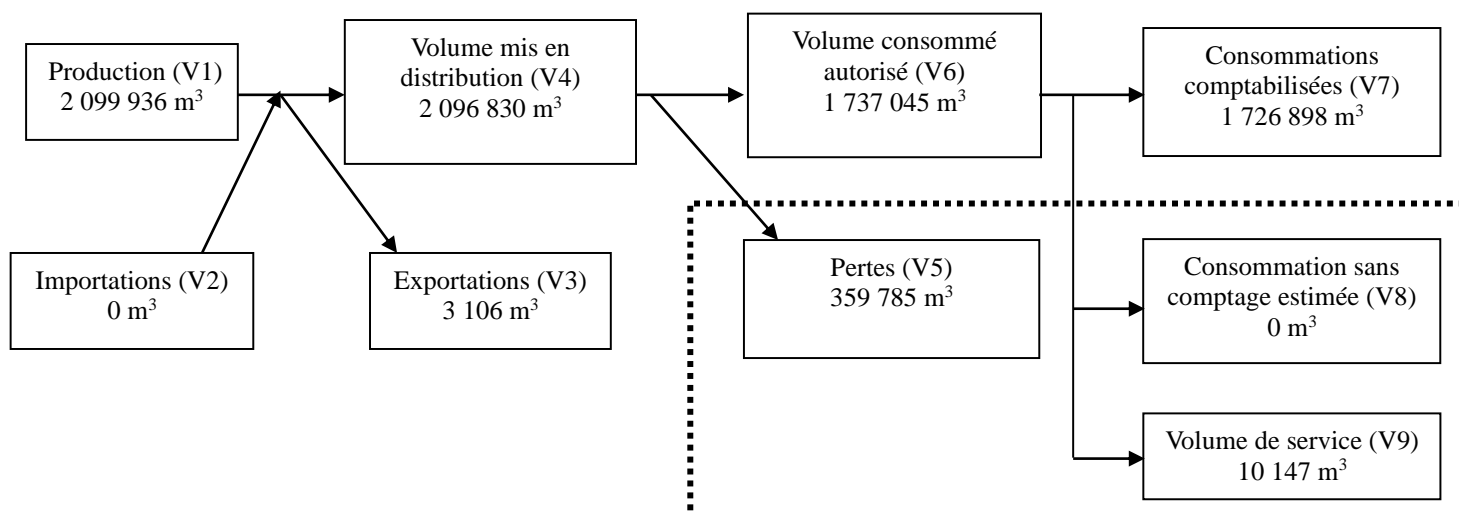 Production (V1)
2 099 936 m³
Volume mis en
distribution (V4)
2 096 830 m³
Volume consommé
autorisé (V6)
1 737 045 m³
Consommations
comptabilisées (V7)
1 726 898 m³
Importations (V2)
0 m³
Exportations (V3)
3 106 m³
Pertes (V5)
359 785 m³
Consommation sans
comptage estimée (V8)
0 m³
Volume de service (V9)
10 147 m³